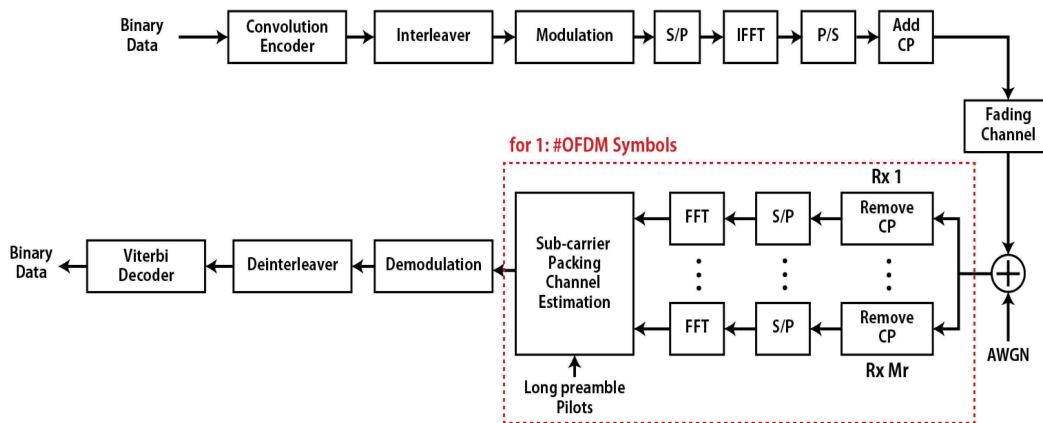 Binary
Data
Convolution
Encoder
Interleaver
Modulation
S/P
IFFT
P/S
Add
CP
Fading
Channel
for 1: #OFDM Symbols
Rx 1
Binary
Data
Viterbi
Decoder
Deinterleaver
Demodulation
Sub-carrier
Packing
Channel
Estimation
FFT
S/P
Remove
CP
FFT
S/P
Remove
CP
Rx Mr
AWGN
Long preamble
Pilots